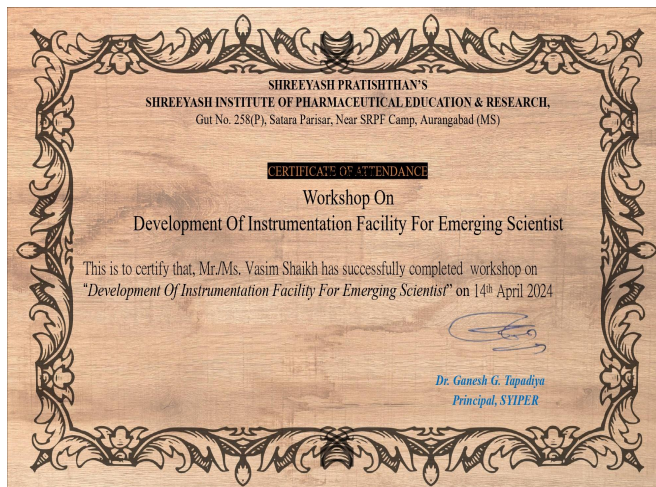 SHREEYASH PRATISHTHAN'S
SHREEYASH INSTITUTE OF PHARMACEUTICAL EDUCATION & RESEARCH,
Gut No. 258(P), Satara Parisar, Near SRPF Camp, Aurangabad (MS)
CERTIFICATE OF ATTENDANCE
Workshop On
Development Of Instrumentation Facility For Emerging Scientist
This is to certify that, Mr./Ms. Vasim Shaikh has successfully completed workshop on
"Development Of Instrumentation Facility For Emerging Scientist" on 14th April 2024
Dr. Ganesh G. Tapadiya
Principal, SYIPER